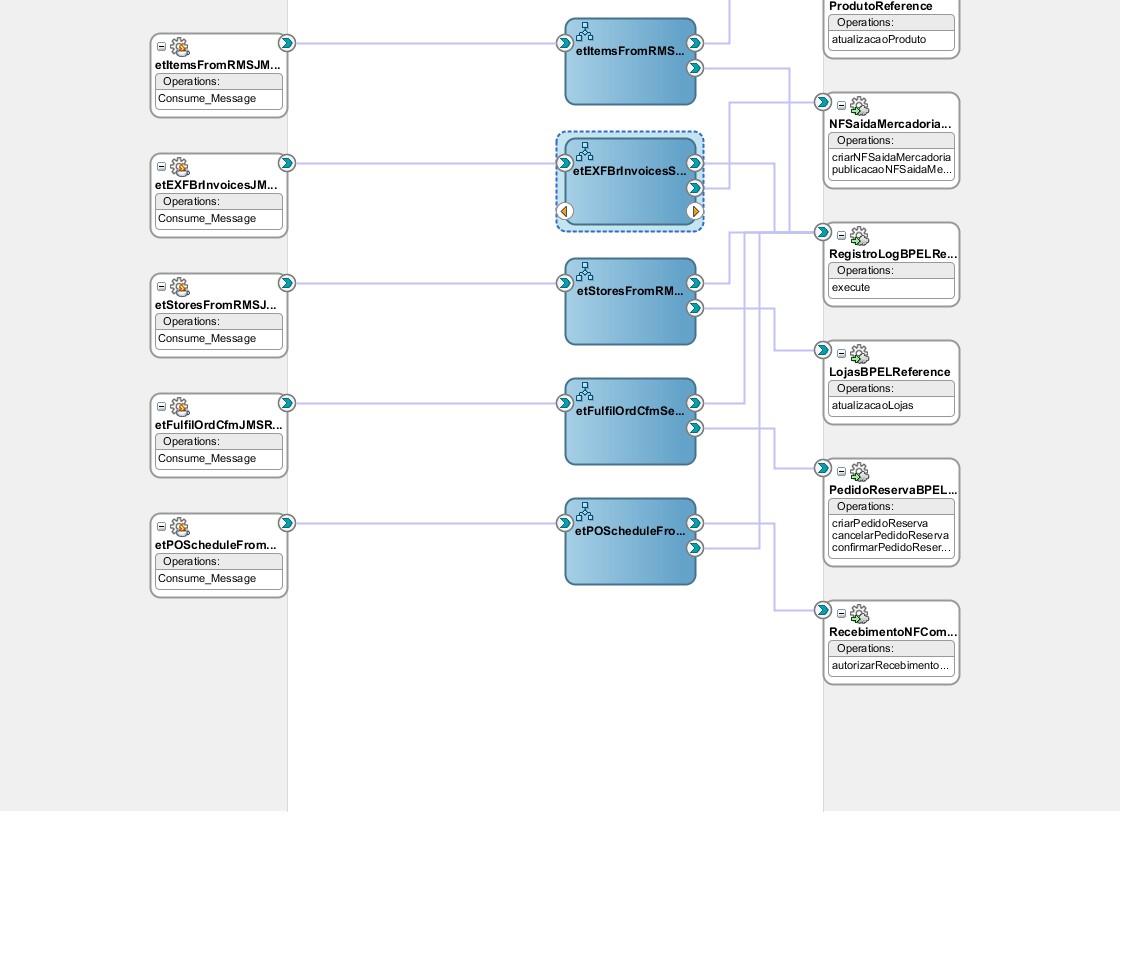 etItemsFromRMSJM...
Operations:
Consume_Message
etEXFBrInvoicesJM...
Operations:
Consume_Message
etStoresFromRMSJ...
Operations:
Consume_Message
etFulfilOrdCfmJMSR...
Operations:
Consume_Message
etPOScheduleFrom...
Operations:
Consume_Message
etItemsFromRMS...
etEXFBrInvoicesS...
etStoresFromRM...
etFulfilOrdCfmSe...
etPOScheduleFro...
ProdutoReference
Operations:
atualizacaoProduto
NFSaidaMercadoria...
Operations:
criarNFSaidaMercadoria
publicacaoNFSaidaMe...
RegistroLogBPELRe...
Operations:
execute
LojasBPELReference
Operations:
atualizacaoLojas
PedidoReservaBPEL...
Operations:
criarPedidoReserva
cancelarPedidoReserva
confirmarPedidoReser...
RecebimentoNFCom...
Operations:
autorizarRecebimento...